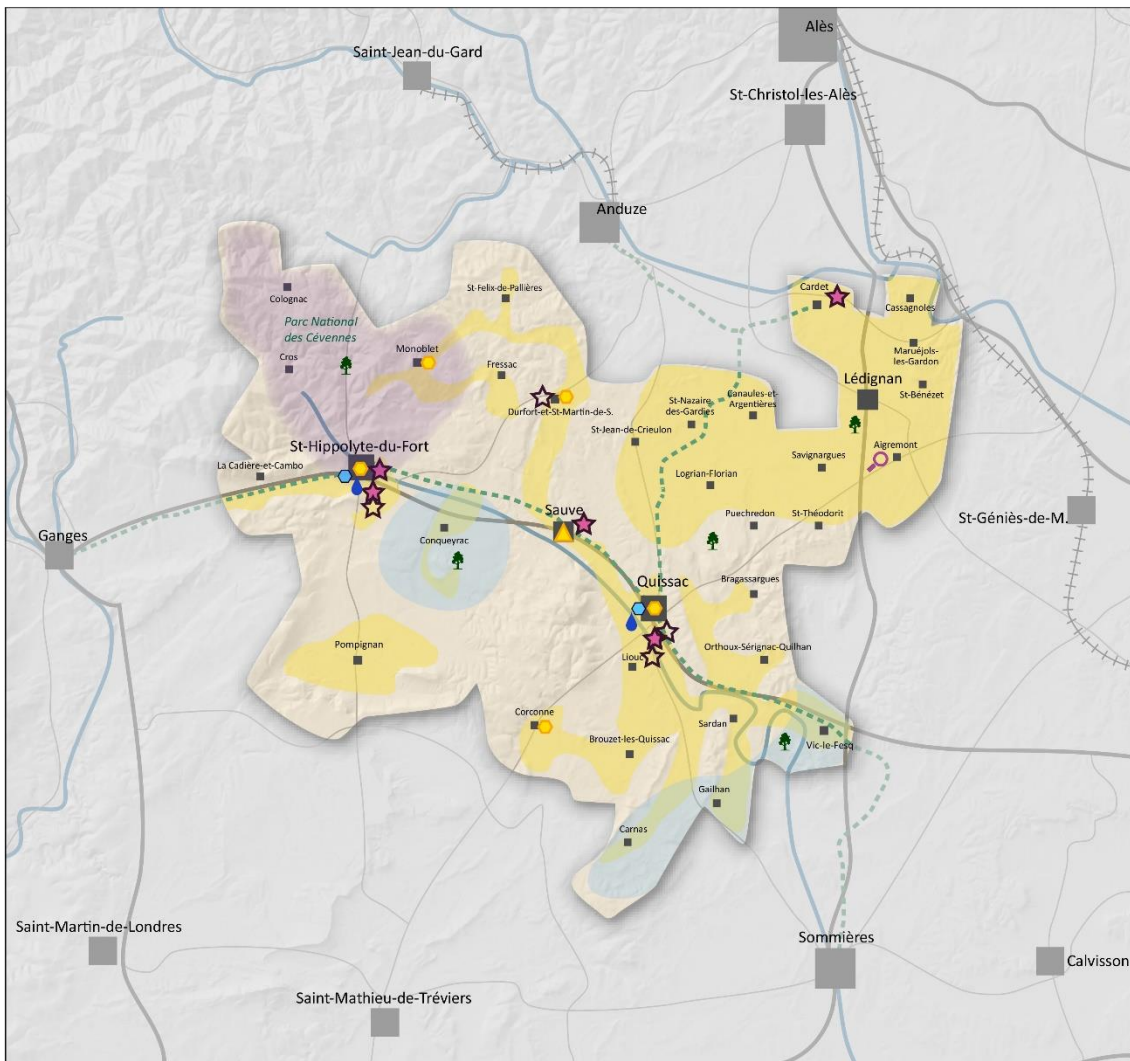 Alès
Saint-Jean-du-Gard
St-Christol-les-Alès
Anduze
Cardet
Cassagnoles
St-Felix-de-Pallières
Colognac
Parc National
des Cévennes
Monoblet
Maruéjols-
les-Gardon
Cros
Fressac
Lédignan
St-Bénézet
Durfort-et-St-Martin-de-S.
St-Nazaire
des-Gardies
Canaules-et-
Argentières
St-Jean-de-Crieulon
St-Hippolyte-du-Fort
Aigremont
Savignargues
La Cadière-et-Cambo
Logrian-Florian
Sauve
Puechredon
St-Théodorit
St-Géniès-de-M.
Ganges
Conqueyrac
Quissac
Bragassargues
Pompignan
Liouc
Orthoux-Sérignac-Quilhan
Corconne
Sardan
Brouzet-les-Quissac
Vic-le-Fesq
Gailhan
Carnas
Saint-Martin-de-Londres
Sommières
Calvisson
Saint-Mathieu-de-Tréviers